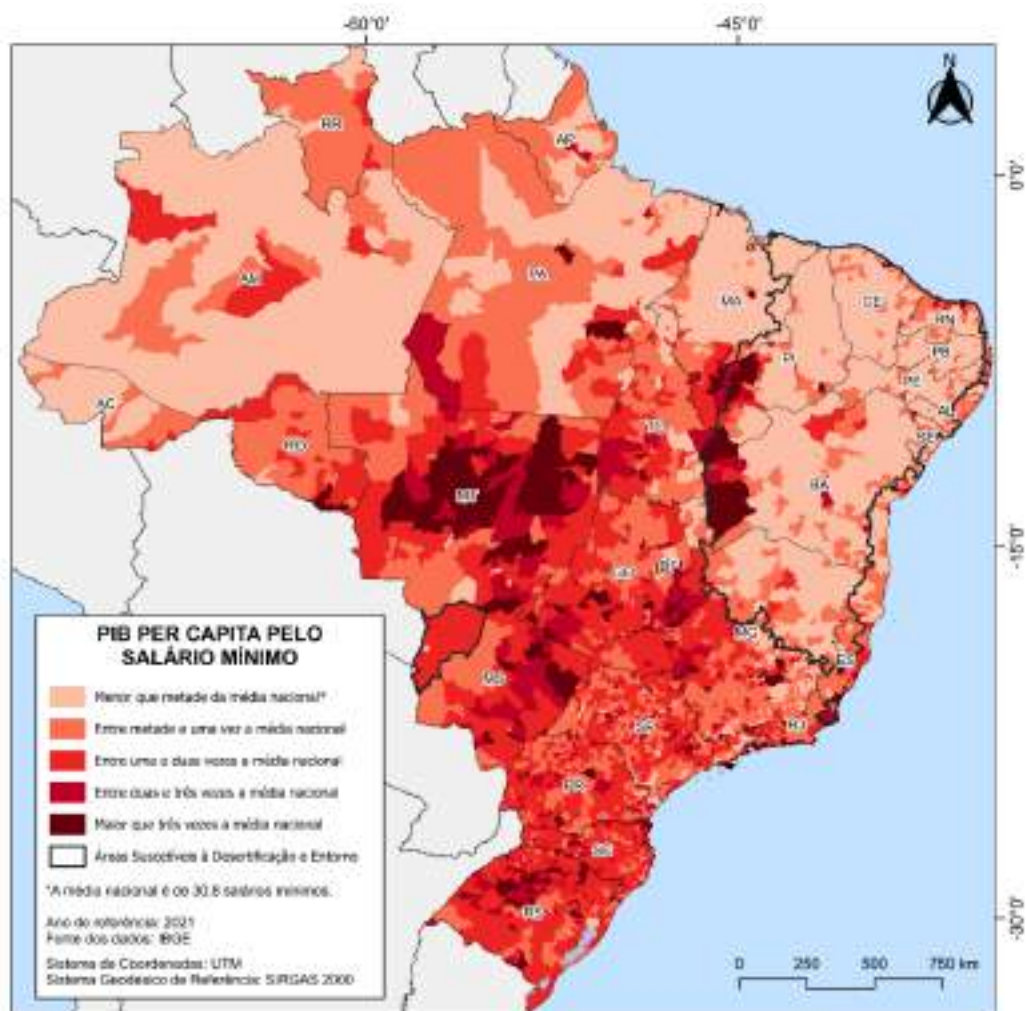 -60°0'
-45°0'
N
0°0'
-15°0'
-30°0'
RR
AP
AM
PA
MA
CE
RN
PB
PI
PE
AL
SE
AC
RO
TO
BA
MT
GO
DF
MG
ES
MS
SP
RJ
PR
SC
RS
PIB PER CAPITA PELO
SALÁRIO MÍNIMO
Menor que metade da média nacional*
Entre metade e uma vez a média nacional
Entre uma e duas vezes a média nacional
Entre duas e três vezes a média nacional
Maior que três vezes a média nacional
Áreas Suscetíveis à Desertificação e Entorno
*A média nacional é de 30,8 salários mínimos.
Ano de referência: 2021
Fonte dos dados: IBGE
Sistema de Coordenadas: UTM
Sistema Geodésico de Referência: SIRGAS 2000
0 250 500 750 km